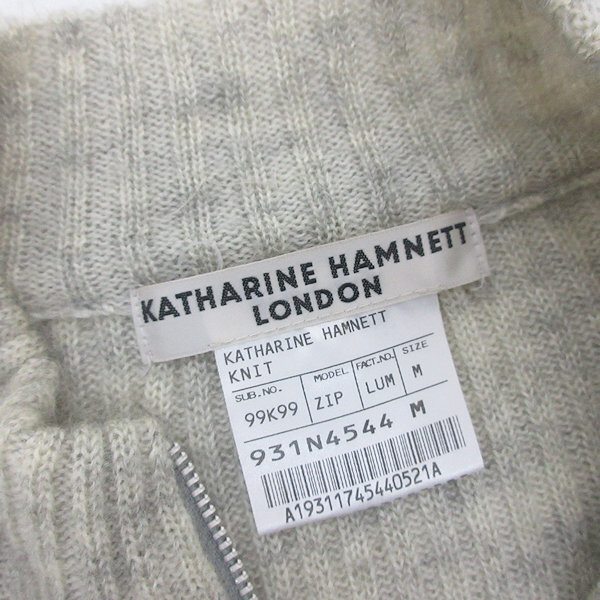 KATHARINE HAMNETT
LONDON
KATHARINE HAMNETT
KNIT
SUB.NO. MODEL FACT.NO. SIZE
99K99 ZIP LUM M
931N4544 M
A19311745440521A